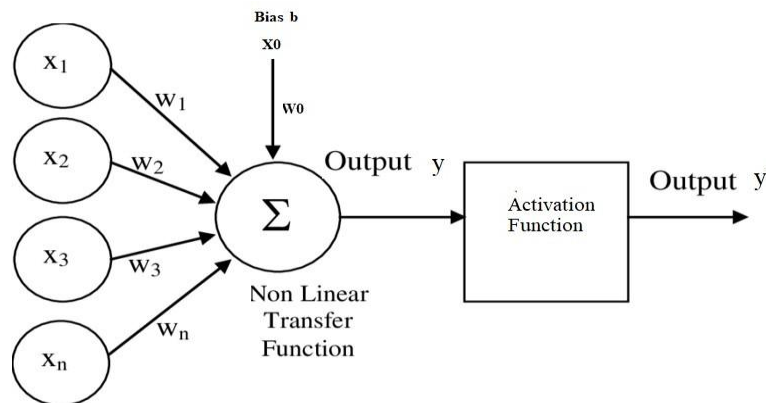 Bias b
X0
W0
x1
x2
x3
xn
w1
w2
w3
wn
Σ
Non Linear
Transfer
Function
Output y
Activation
Function
Output y